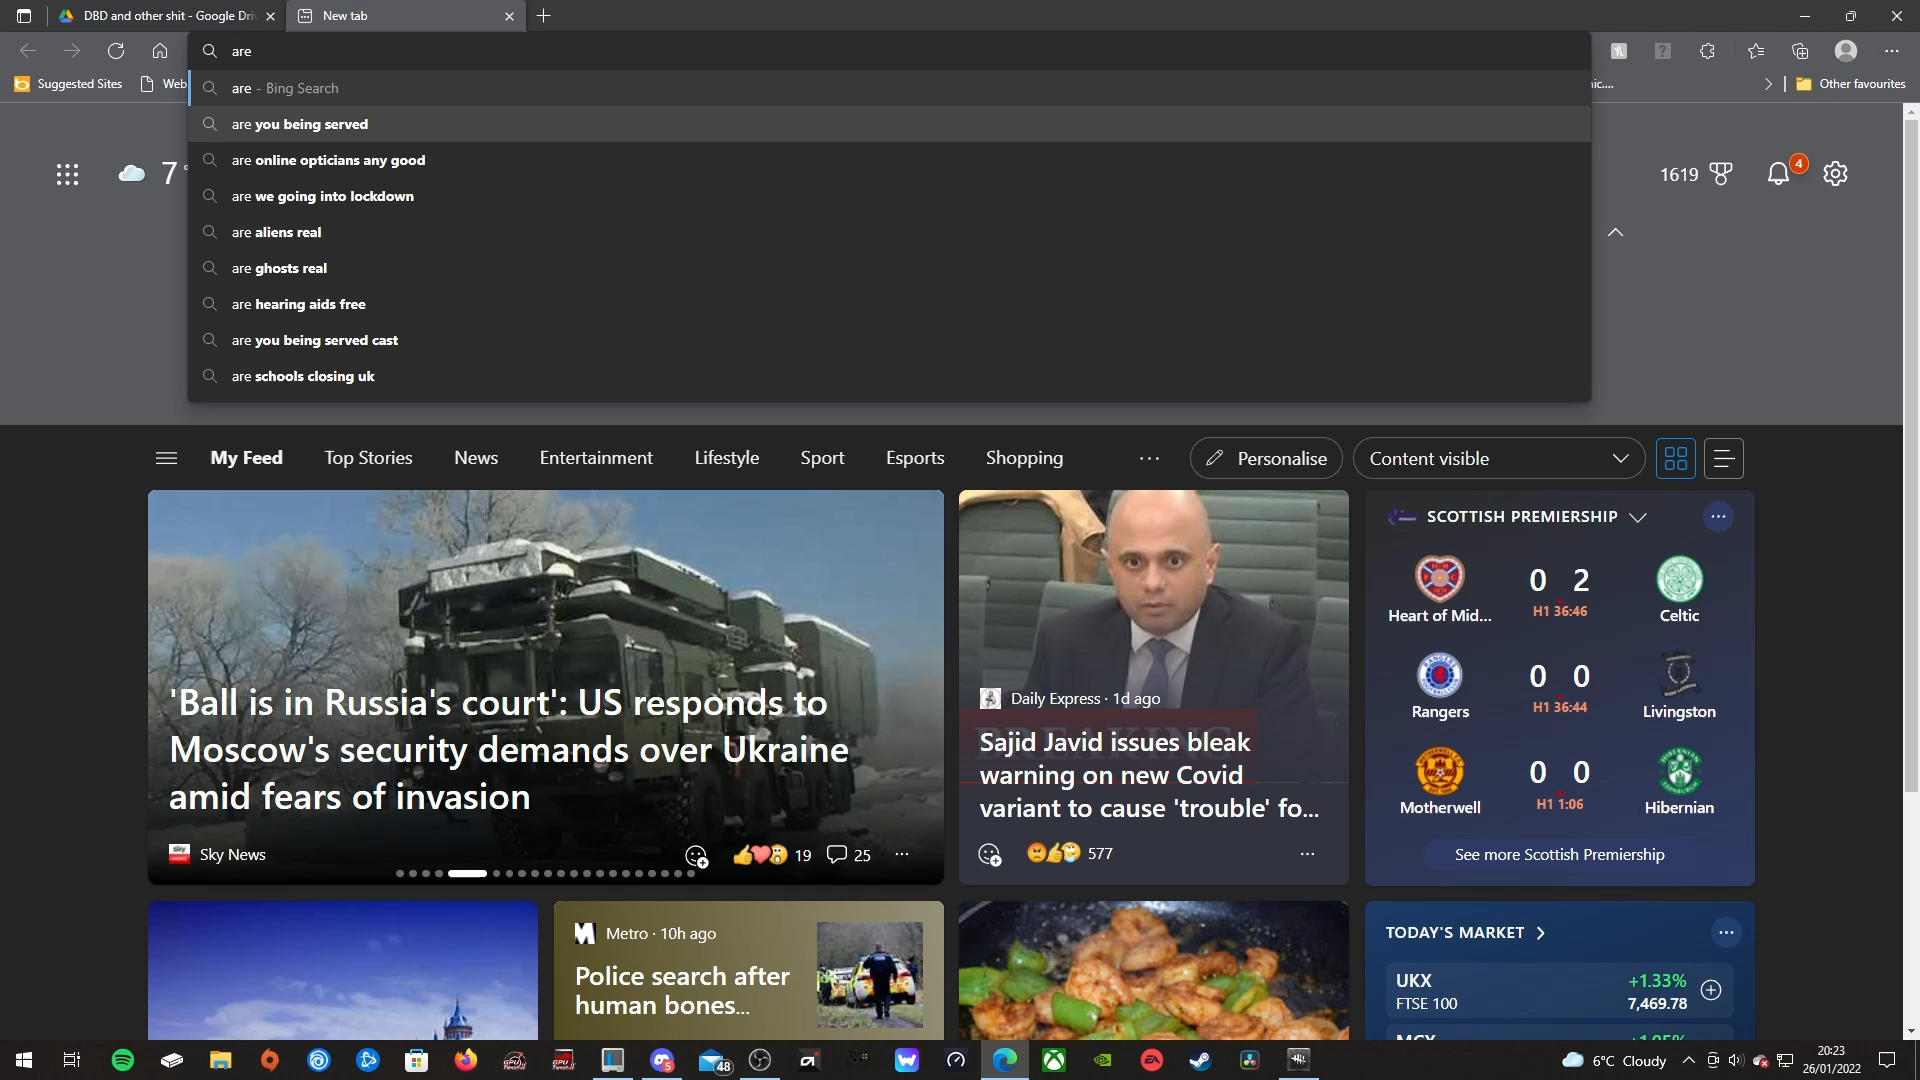 DBD and other shit - Google Dri
New tab
are
Suggested Sites
Web
ic....
Other favourites
are - Bing Search
are you being served
are online opticians any good
are we going into lockdown
are aliens real
are ghosts real
are hearing aids free
are you being served cast
are schools closing uk
7°
1619
4
My Feed
Top Stories
News
Entertainment
Lifestyle
Sport
Esports
Shopping
Personalise
Content visible
'Ball is in Russia's court': US responds to
Moscow's security demands over Ukraine
amid fears of invasion
sky news
Sky News
19
25
Daily Express · 1d ago
Sajid Javid issues bleak
warning on new Covid
variant to cause 'trouble' fo...
577
SCOTTISH PREMIERSHIP
0 2
H1 36:46
Heart of Mid...
Celtic
0 0
H1 36:44
Rangers
Livingston
0 0
H1 1:06
Motherwell
Hibernian
See more Scottish Premiership
Metro · 10h ago
Police search after
human bones...
TODAY'S MARKET
UKX
+1.33%
FTSE 100
7,469.78
5
48
EA
6°C Cloudy
20:23
26/01/2022